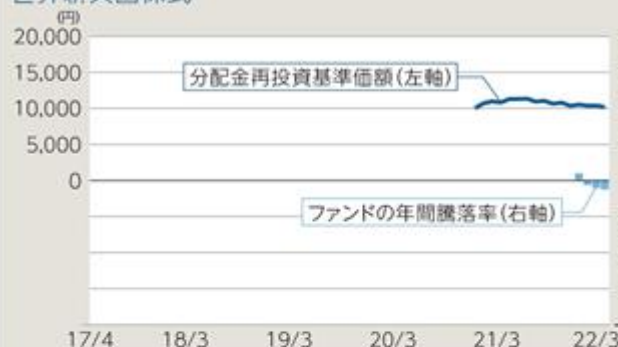 (円)
20,000
15,000
分配金再投資基準価額(左軸)
10,000
5,000
0
ファンドの年間騰落率(右軸)
17/4 18/3 19/3 20/3 21/3 22/3